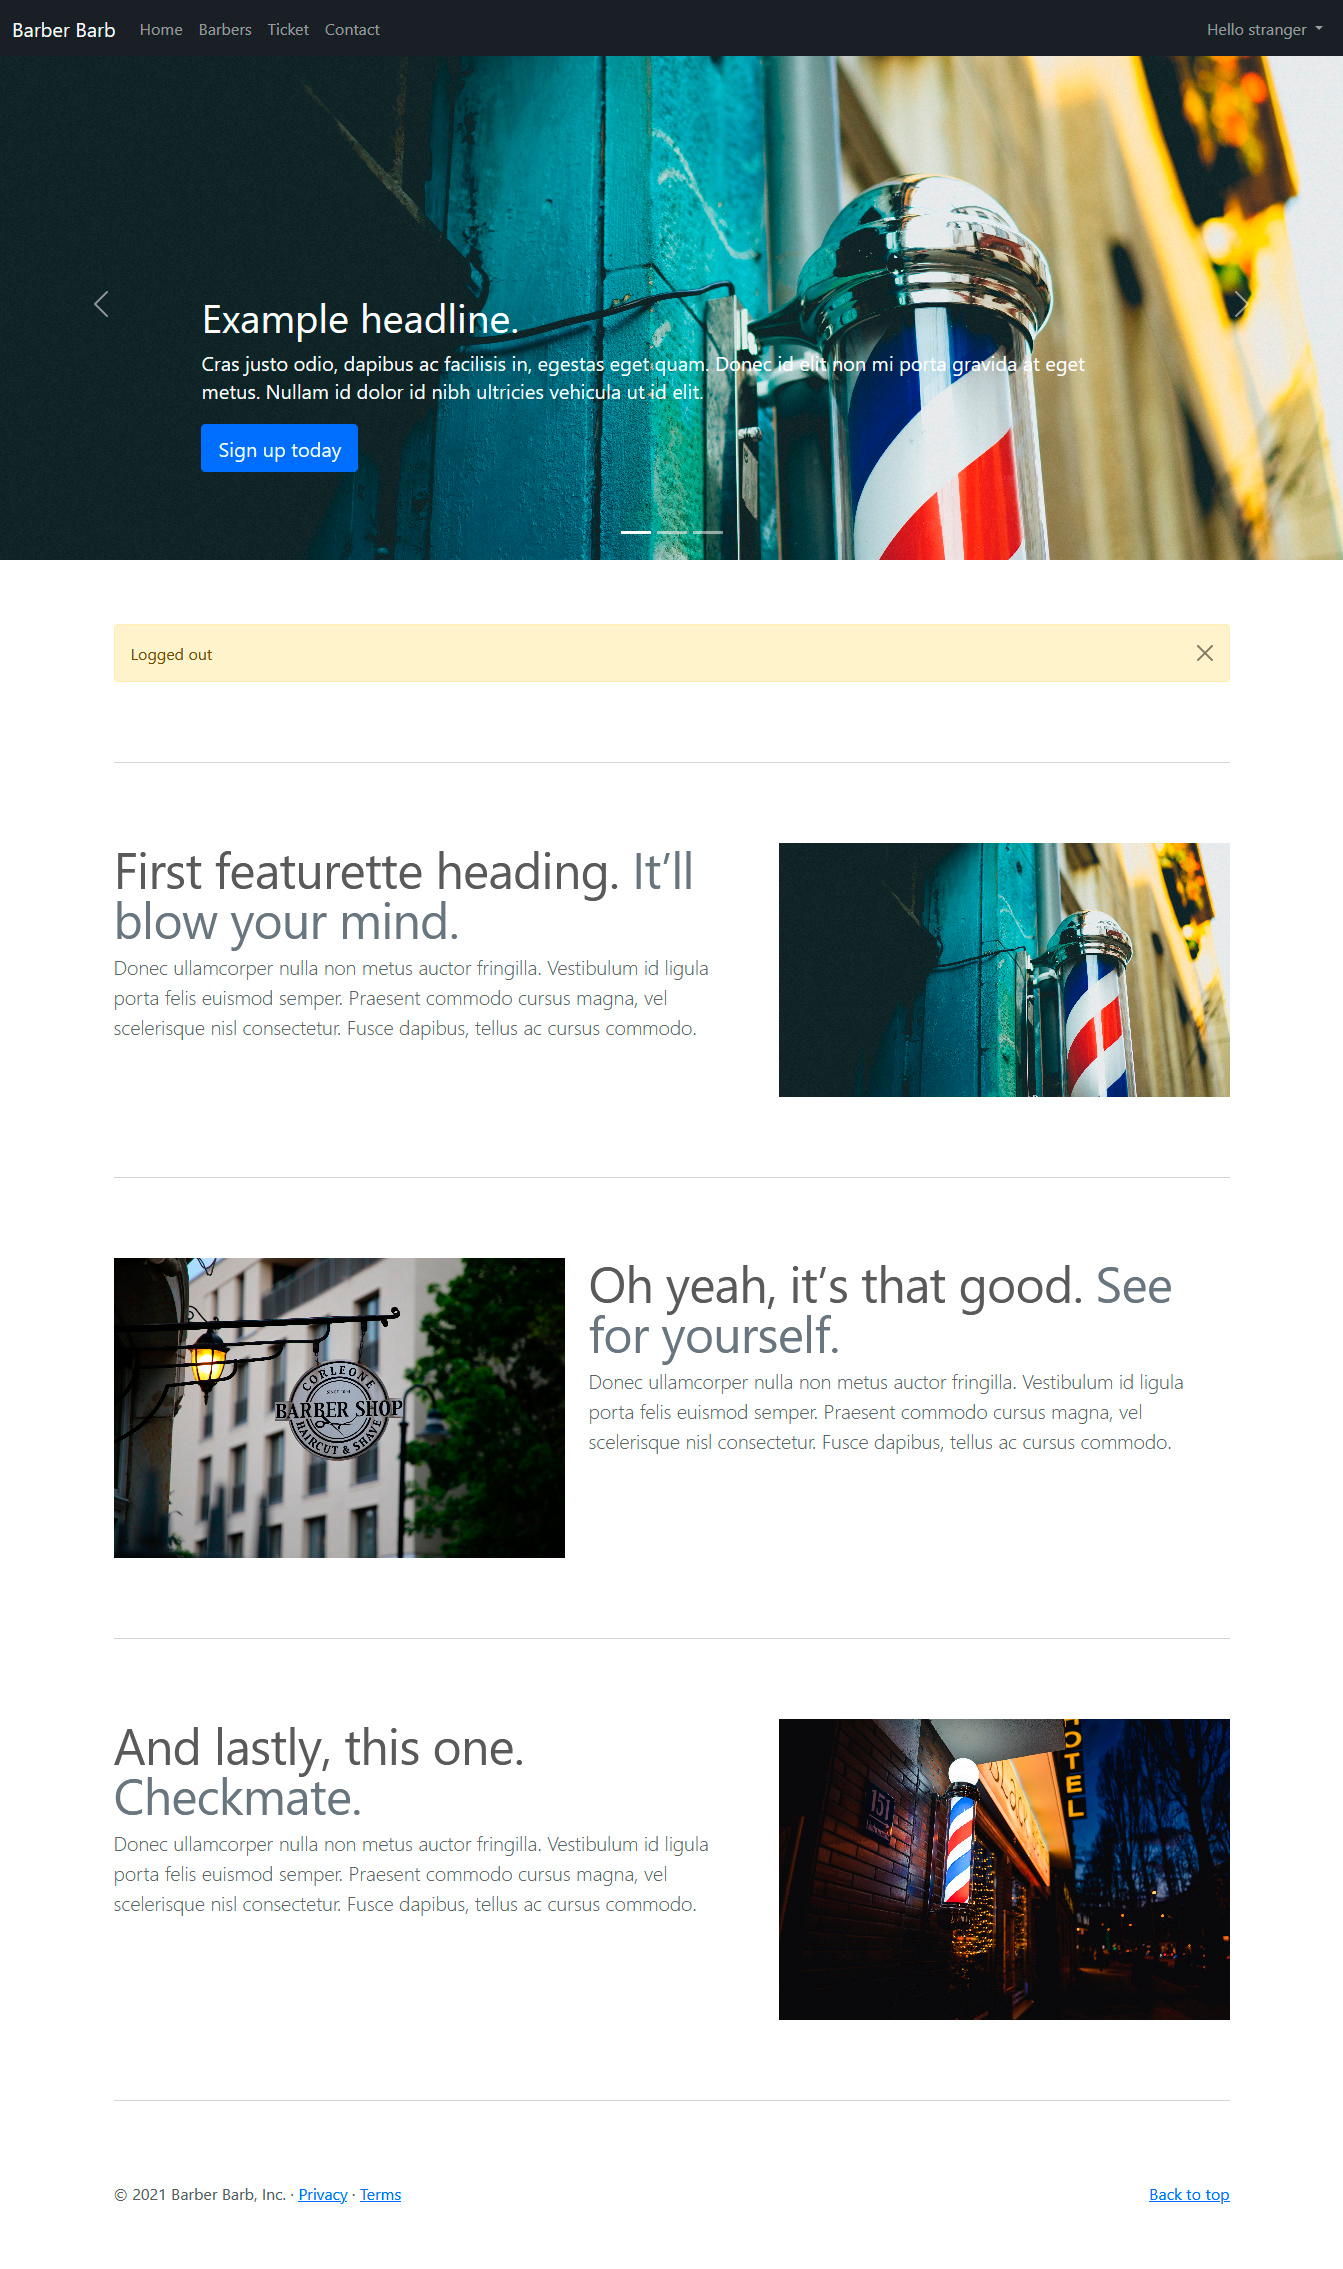 Barber Barb Home Barbers Ticket Contact Hello stranger
Example headline.
Cras justo odio, dapibus ac facilisis in, egestas eget quam. Donec id elit non mi porta gravida at eget
metus. Nullam id dolor id nibh ultricies vehicula ut id elit.
Sign up today
Logged out
First featurette heading. It’ll
blow your mind.
Donec ullamcorper nulla non metus auctor fringilla. Vestibulum id ligula
porta felis euismod semper. Praesent commodo cursus magna, vel
scelerisque nisl consectetur. Fusce dapibus, tellus ac cursus commodo.
CORLEONE
BARBER SHOP
HAIRCUT & SHAVE
Oh yeah, it’s that good. See
for yourself.
Donec ullamcorper nulla non metus auctor fringilla. Vestibulum id ligula
porta felis euismod semper. Praesent commodo cursus magna, vel
scelerisque nisl consectetur. Fusce dapibus, tellus ac cursus commodo.
And lastly, this one.
Checkmate.
Donec ullamcorper nulla non metus auctor fringilla. Vestibulum id ligula
porta felis euismod semper. Praesent commodo cursus magna, vel
scelerisque nisl consectetur. Fusce dapibus, tellus ac cursus commodo.
151
HOTEL
© 2021 Barber Barb, Inc. · Privacy · Terms
Back to top